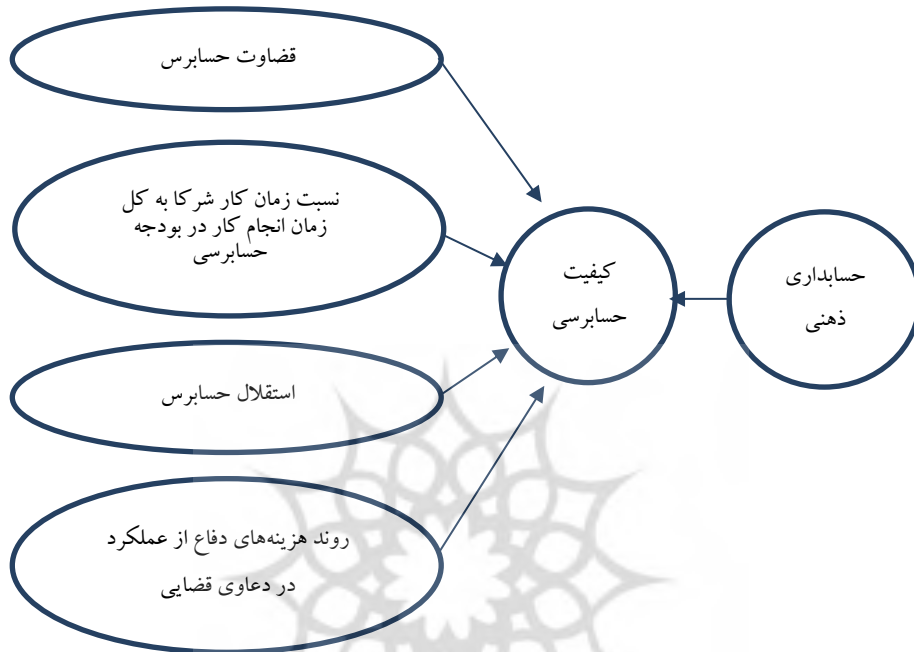 قضاوت حسابرس
نسبت زمان کار شرکا به کل
زمان انجام کار در بودجه
حسابرسی
استقلال حسابرس
روند هزینه‌های دفاع از عملکرد
در دعاوی قضایی
کیفیت
حسابرسی
حسابداری
ذهنی